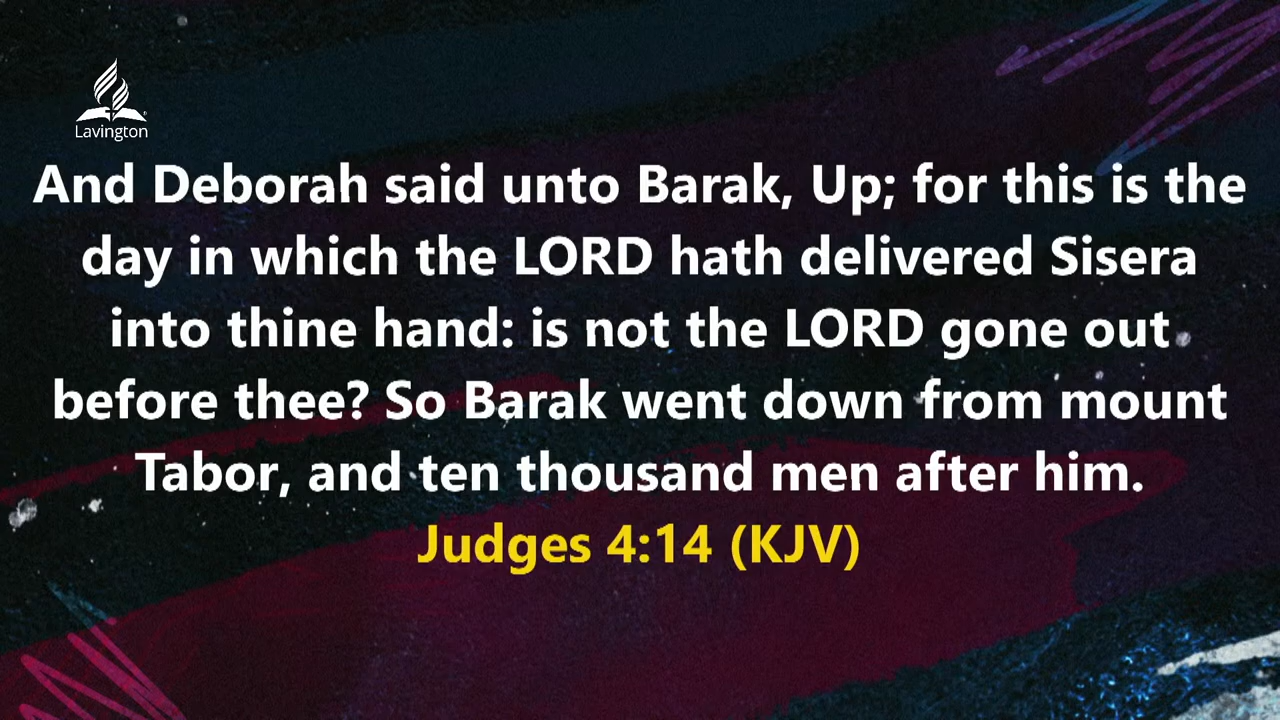 Lavington
And Deborah said unto Barak, Up; for this is the
day in which the LORD hath delivered Sisera
into thine hand: is not the LORD gone out
before thee? So Barak went down from mount
Tabor, and ten thousand men after him.
Judges 4:14 (KJV)